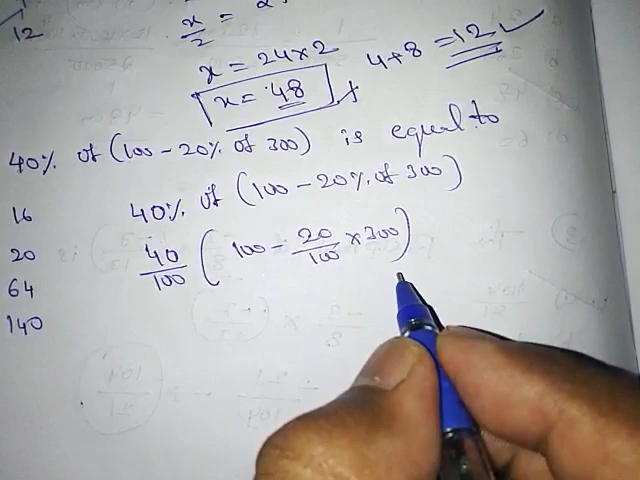 12
x/2 =
x = 24×2
x = 48
4+8 = 12 ✓
40% of (100 - 20% of 300) is equal to
16
40% of (100 - 20% of 300)
20
40/100 ( 100 - 20/100 × 300 )
64
140